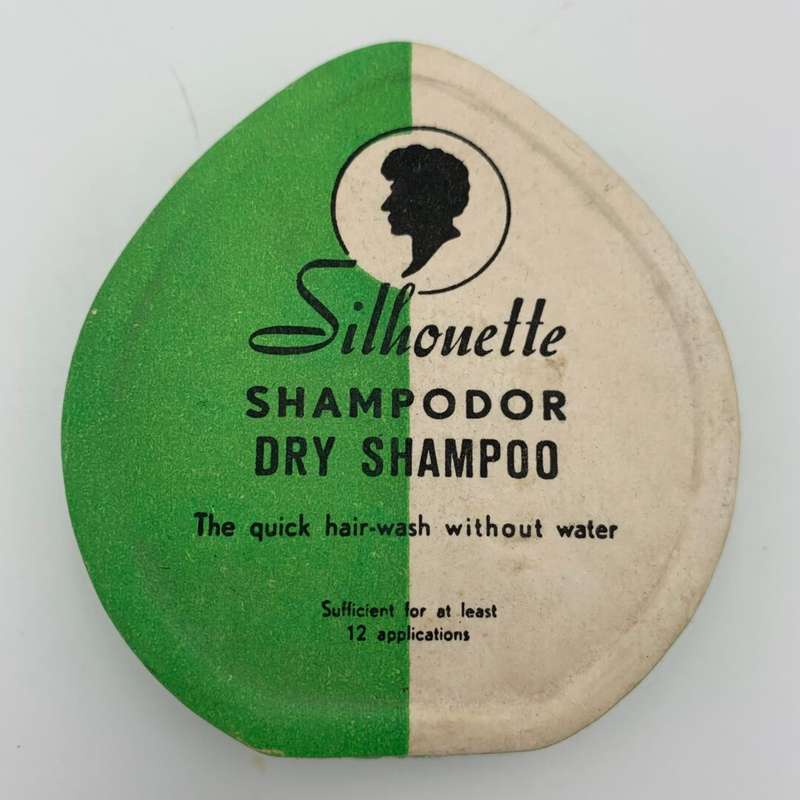 Silhouette
SHAMPODOR
DRY SHAMPOO
The quick hair-wash without water
Sufficient for at least
12 applications